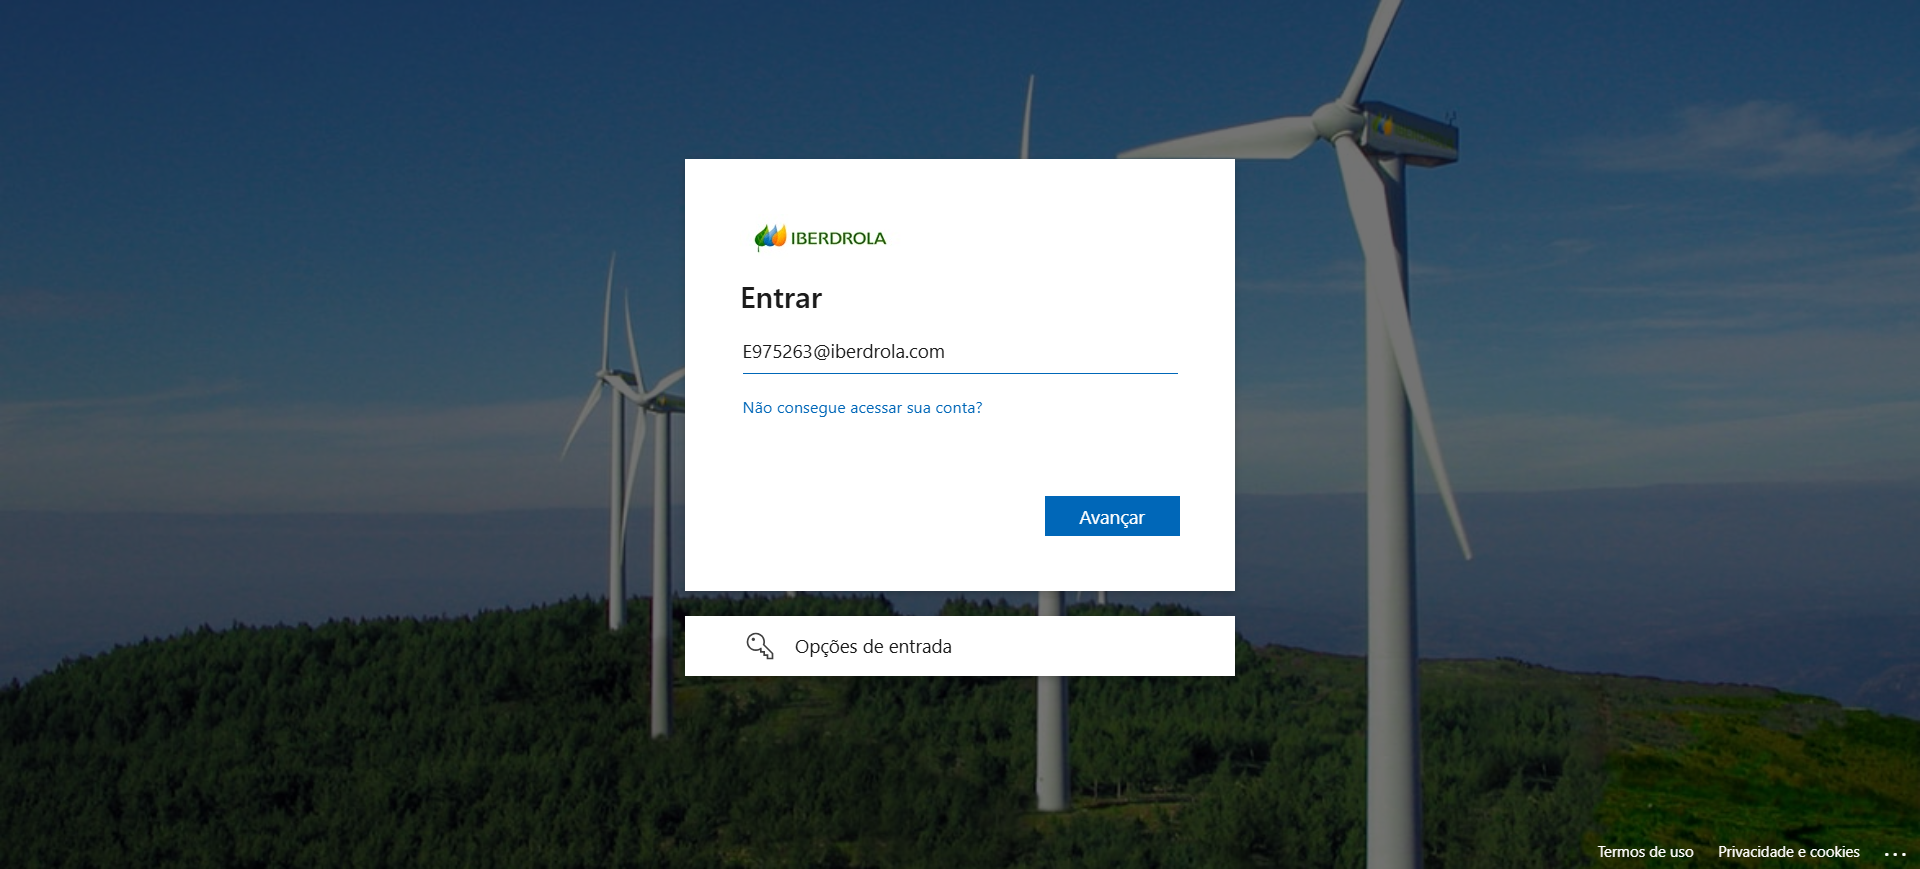 IBERDROLA
Entrar
E975263@iberdrola.com
Não consegue acessar sua conta?
Avançar
Opções de entrada
Termos de uso
Privacidade e cookies
...